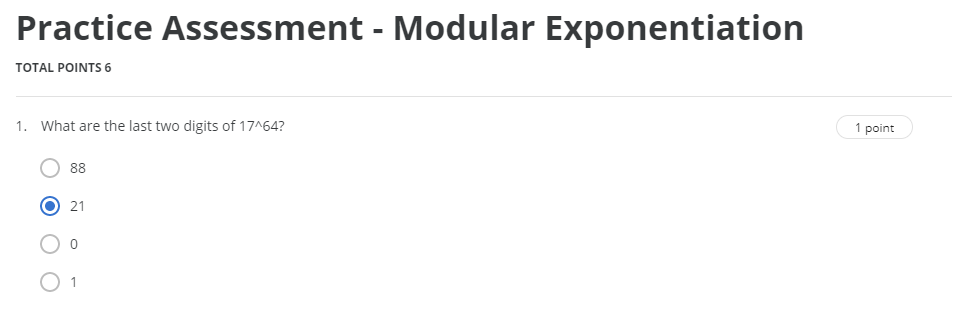 Practice Assessment - Modular Exponentiation
TOTAL POINTS 6
1. What are the last two digits of 17^64?
1 point
88
21
0
1